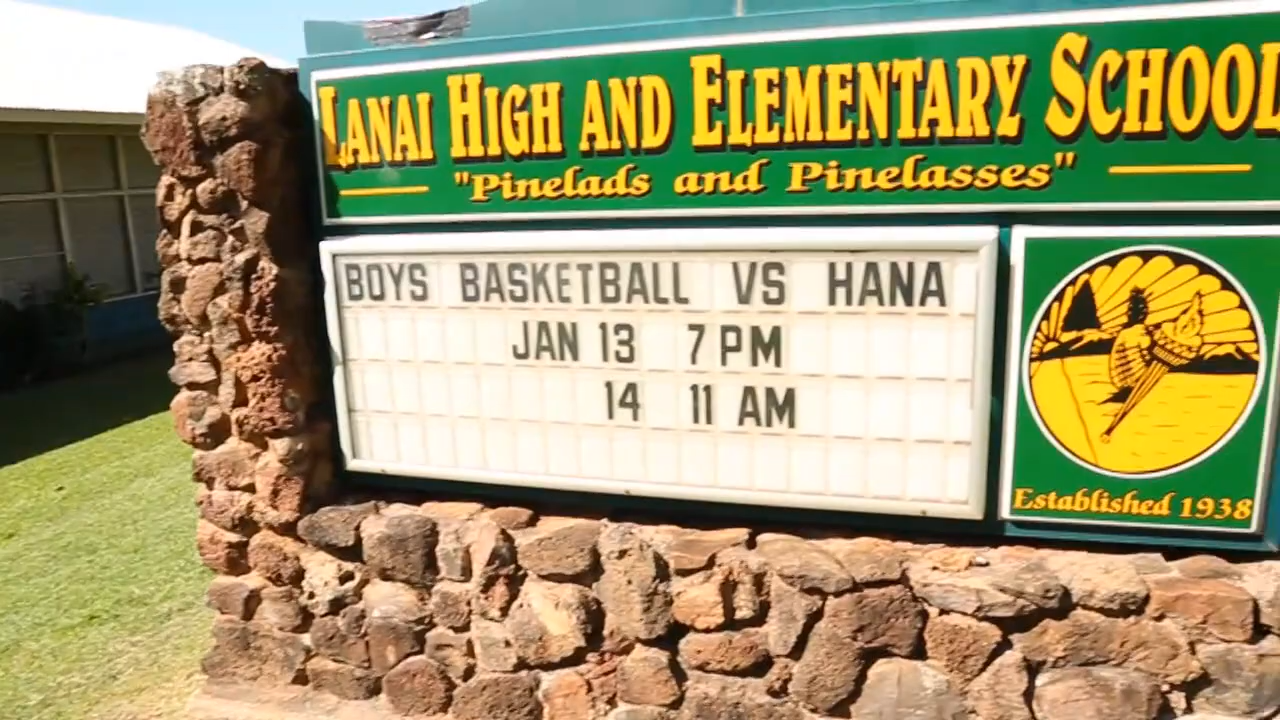 LANAI HIGH AND ELEMENTARY SCHOOL
"Pinelads and Pinelasses"
BOYS BASKETBALL VS HANA
JAN 13 7 PM
14 11 AM
Established 1938